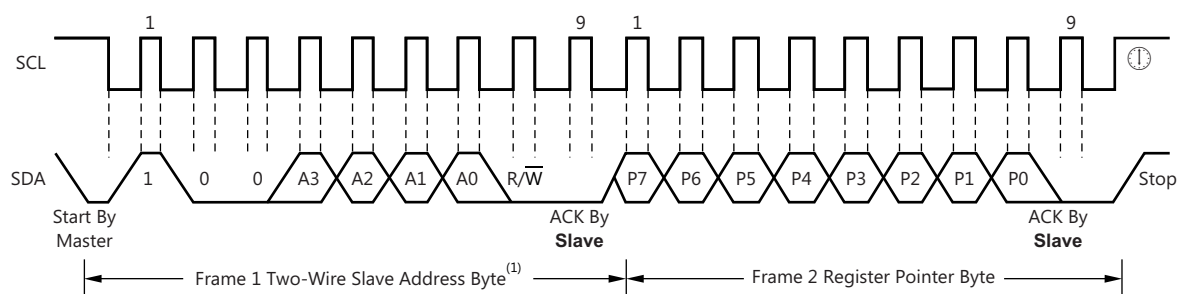 1 9 1 9
SCL
SDA 1 0 0 A3 A2 A1 A0 R/W̅ P7 P6 P5 P4 P3 P2 P1 P0 Stop
Start By Master
ACK By Slave
ACK By Slave
Frame 1 Two-Wire Slave Address Byte(1)
Frame 2 Register Pointer Byte